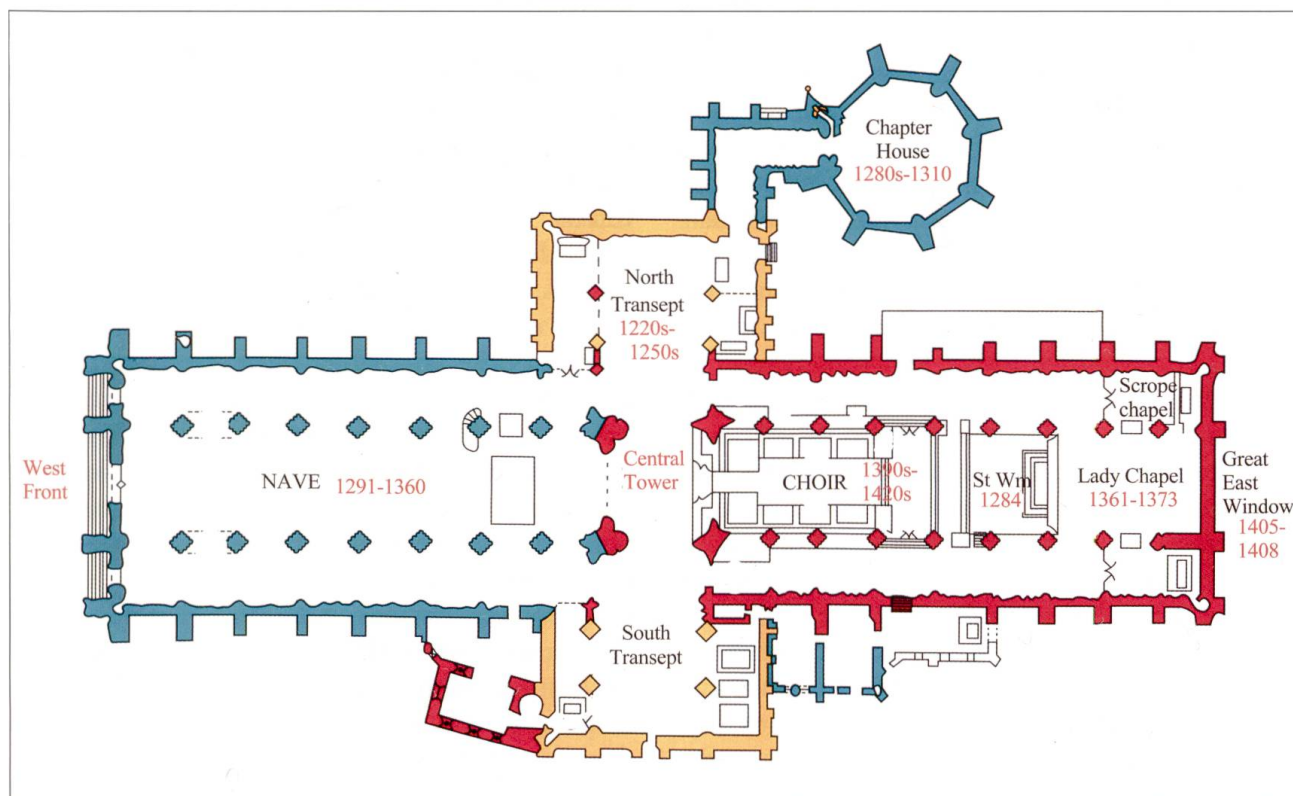 Chapter
House
1280s-1310
North
Transept
1220s-
1250s
Scrope
chapel
West
Front
NAVE 1291-1360
Central
Tower
CHOIR
1390s-
1420s
St Wm
1284
Lady Chapel
1361-1373
Great
East
Window
1405-
1408
South
Transept